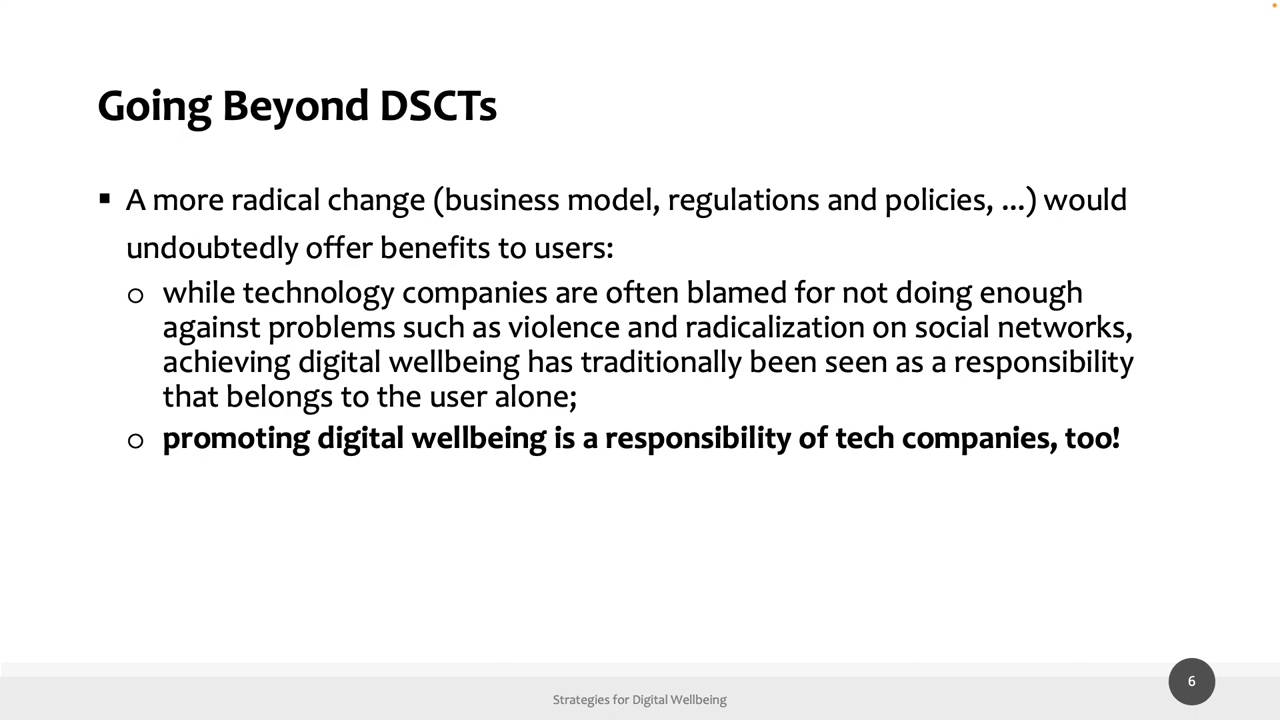 Going Beyond DSCTs
▪ A more radical change (business model, regulations and policies, ...) would
undoubtedly offer benefits to users:
o while technology companies are often blamed for not doing enough
against problems such as violence and radicalization on social networks,
achieving digital wellbeing has traditionally been seen as a responsibility
that belongs to the user alone;
o promoting digital wellbeing is a responsibility of tech companies, too!
Strategies for Digital Wellbeing
6